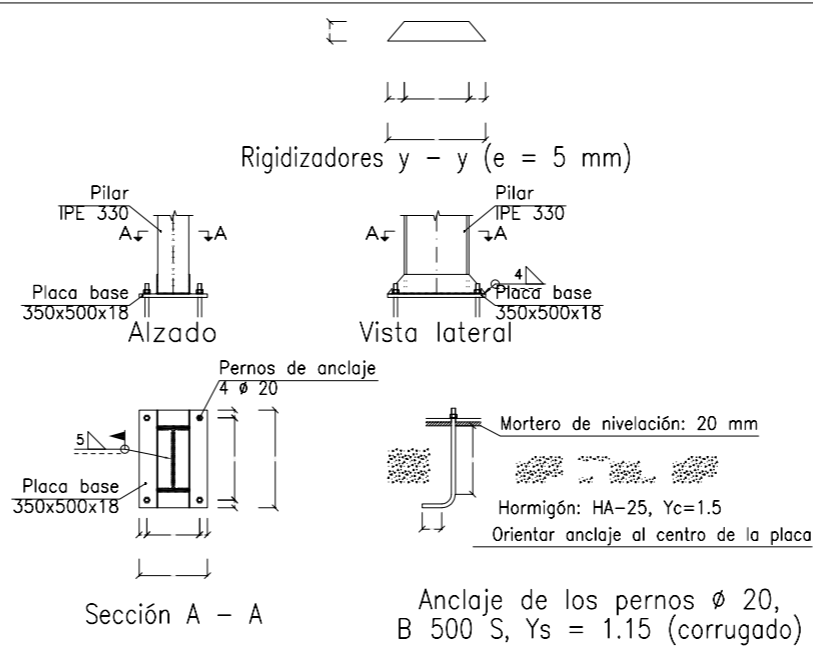 Rigidizadores y - y (e = 5 mm)
Pilar
IPE 330
A A
Placa base
350x500x18
Alzado
Pilar
IPE 330
A A
4
Placa base
350x500x18
Vista lateral
Pernos de anclaje
4 ø 20
5
Placa base
350x500x18
Sección A - A
Mortero de nivelación: 20 mm
Hormigón: HA-25, Yc=1.5
Orientar anclaje al centro de la placa
Anclaje de los pernos ø 20,
B 500 S, Ys = 1.15 (corrugado)